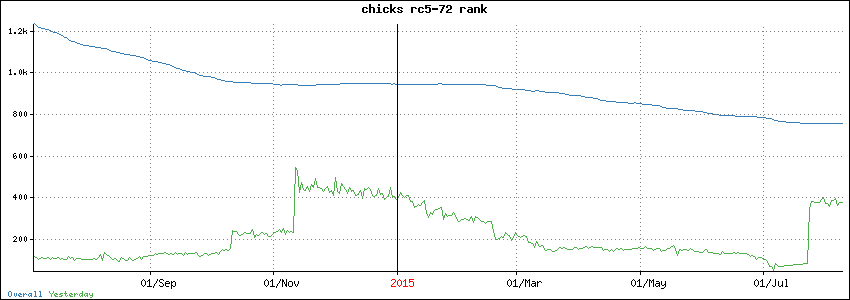 chicks rc5-72 rank
1.2k
1.0k
800
600
400
200
01/Sep 01/Nov 2015 01/Mar 01/May 01/Jul
Overall Yesterday